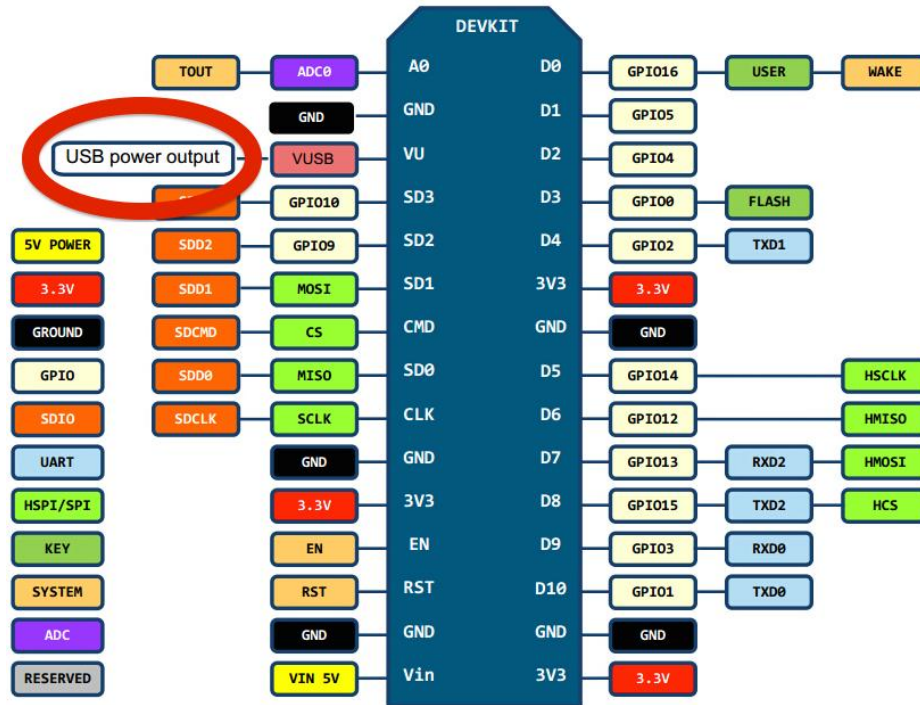 DEVKIT
TOUT ADC0 A0 D0 GPIO16 USER WAKE
GND GND D1 GPIO5
USB power output VUSB VU D2 GPIO4
GPIO10 SD3 D3 GPIO0 FLASH
5V POWER SDD2 GPIO9 SD2 D4 GPIO2 TXD1
3.3V SDD1 MOSI SD1 3V3 3.3V
GROUND SDCMD CS CMD GND GND
GPIO SDD0 MISO SD0 D5 GPIO14 HSCLK
SDIO SDCLK SCLK CLK D6 GPIO12 HMISO
UART GND GND D7 GPIO13 RXD2 HMOSI
HSPI/SPI 3.3V 3V3 D8 GPIO15 TXD2 HCS
KEY EN EN D9 GPIO3 RXD0
SYSTEM RST RST D10 GPIO1 TXD0
ADC GND GND GND GND
RESERVED VIN 5V Vin 3V3 3.3V